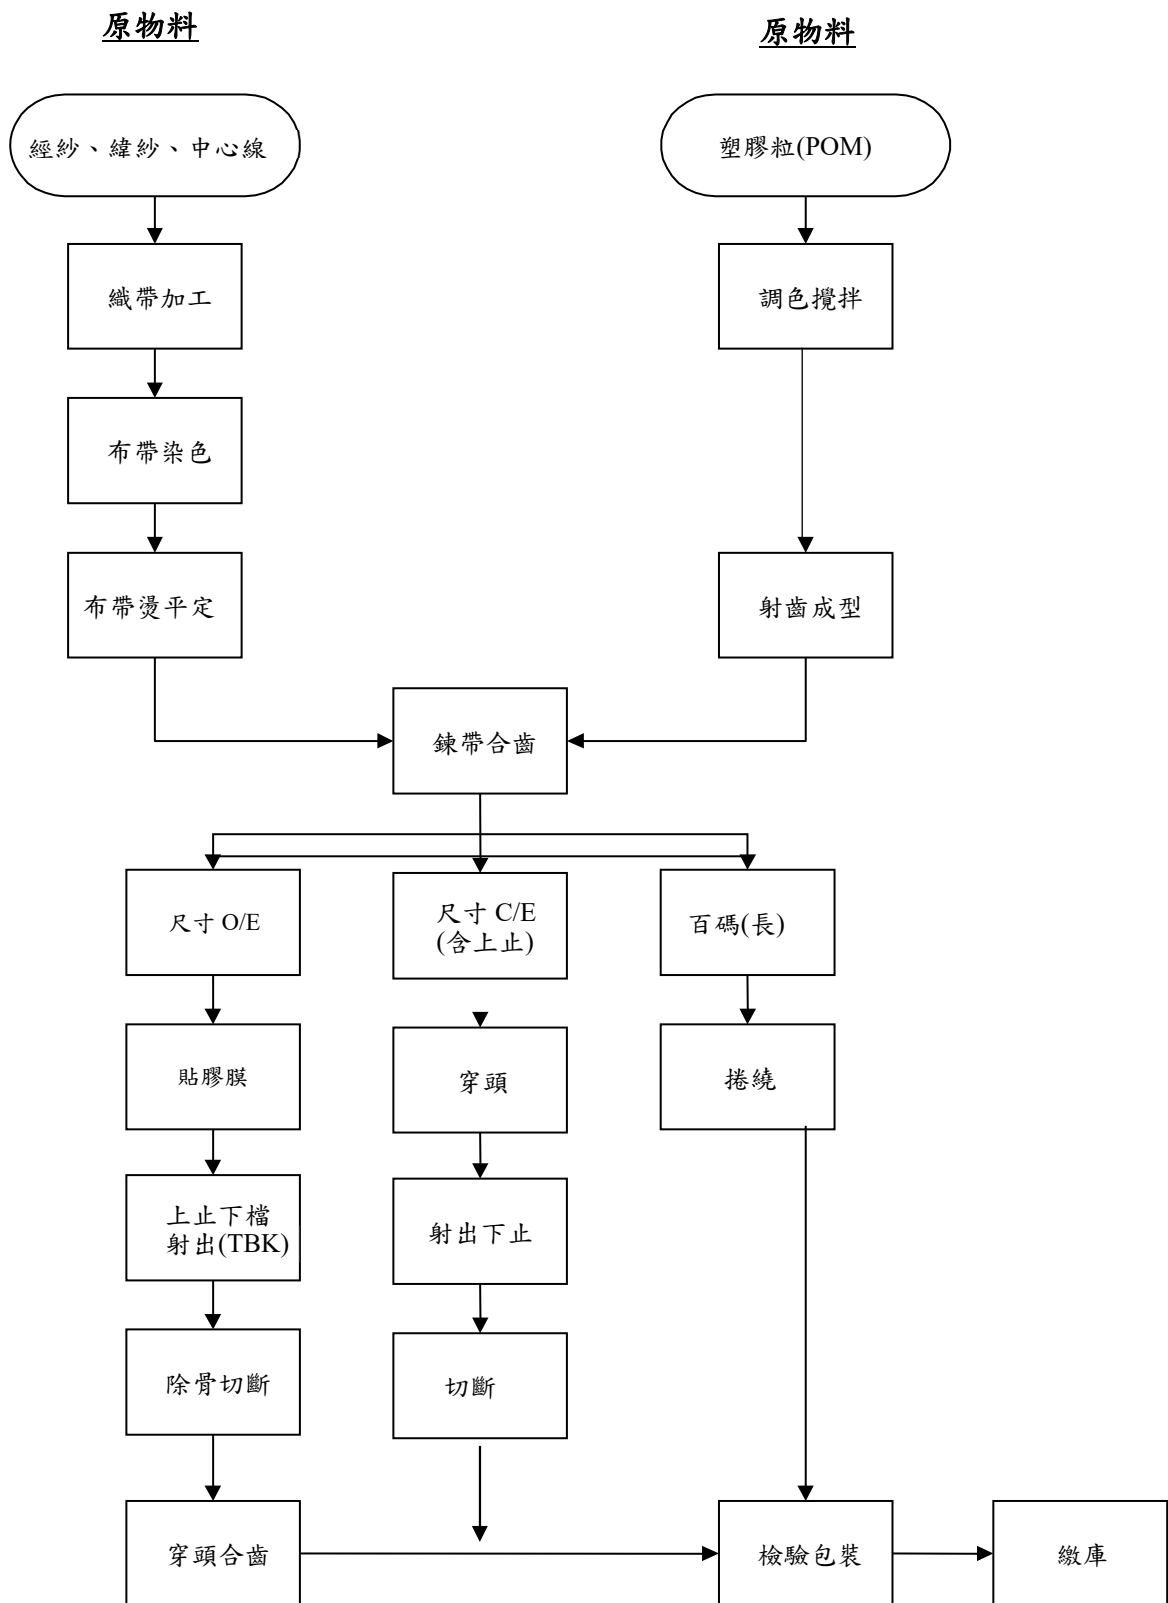 原物料
原物料
經紗、緯紗、中心線
塑膠粒(POM)
織帶加工
調色攪拌
布帶染色
布帶燙平定
射齒成型
鍊帶合齒
尺寸 O/E
尺寸 C/E
(含上止)
百碼(長)
貼膠膜
穿頭
捲繞
上止下檔
射出(TBK)
射出下止
除骨切斷
切斷
穿頭合齒
檢驗包裝
繳庫